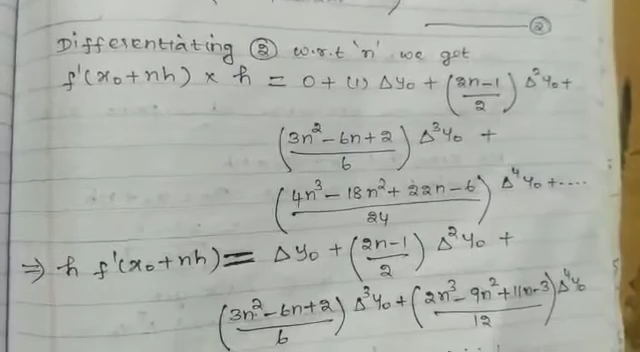 ②
Differentiating ② w.r.t 'n' we get
f'(x₀+nh) × h = 0 + (1) Δy₀ + ((2n-1)/2) Δ²y₀ +
((3n²-6n+2)/6) Δ³y₀ +
((4n³-18n²+22n-6)/24) Δ⁴y₀ + ....
⇒ h f'(x₀+nh) = Δy₀ + ((2n-1)/2) Δ²y₀ +
((3n²-6n+2)/6) Δ³y₀ + ((2n³-9n²+11n-3)/12) Δ⁴y₀